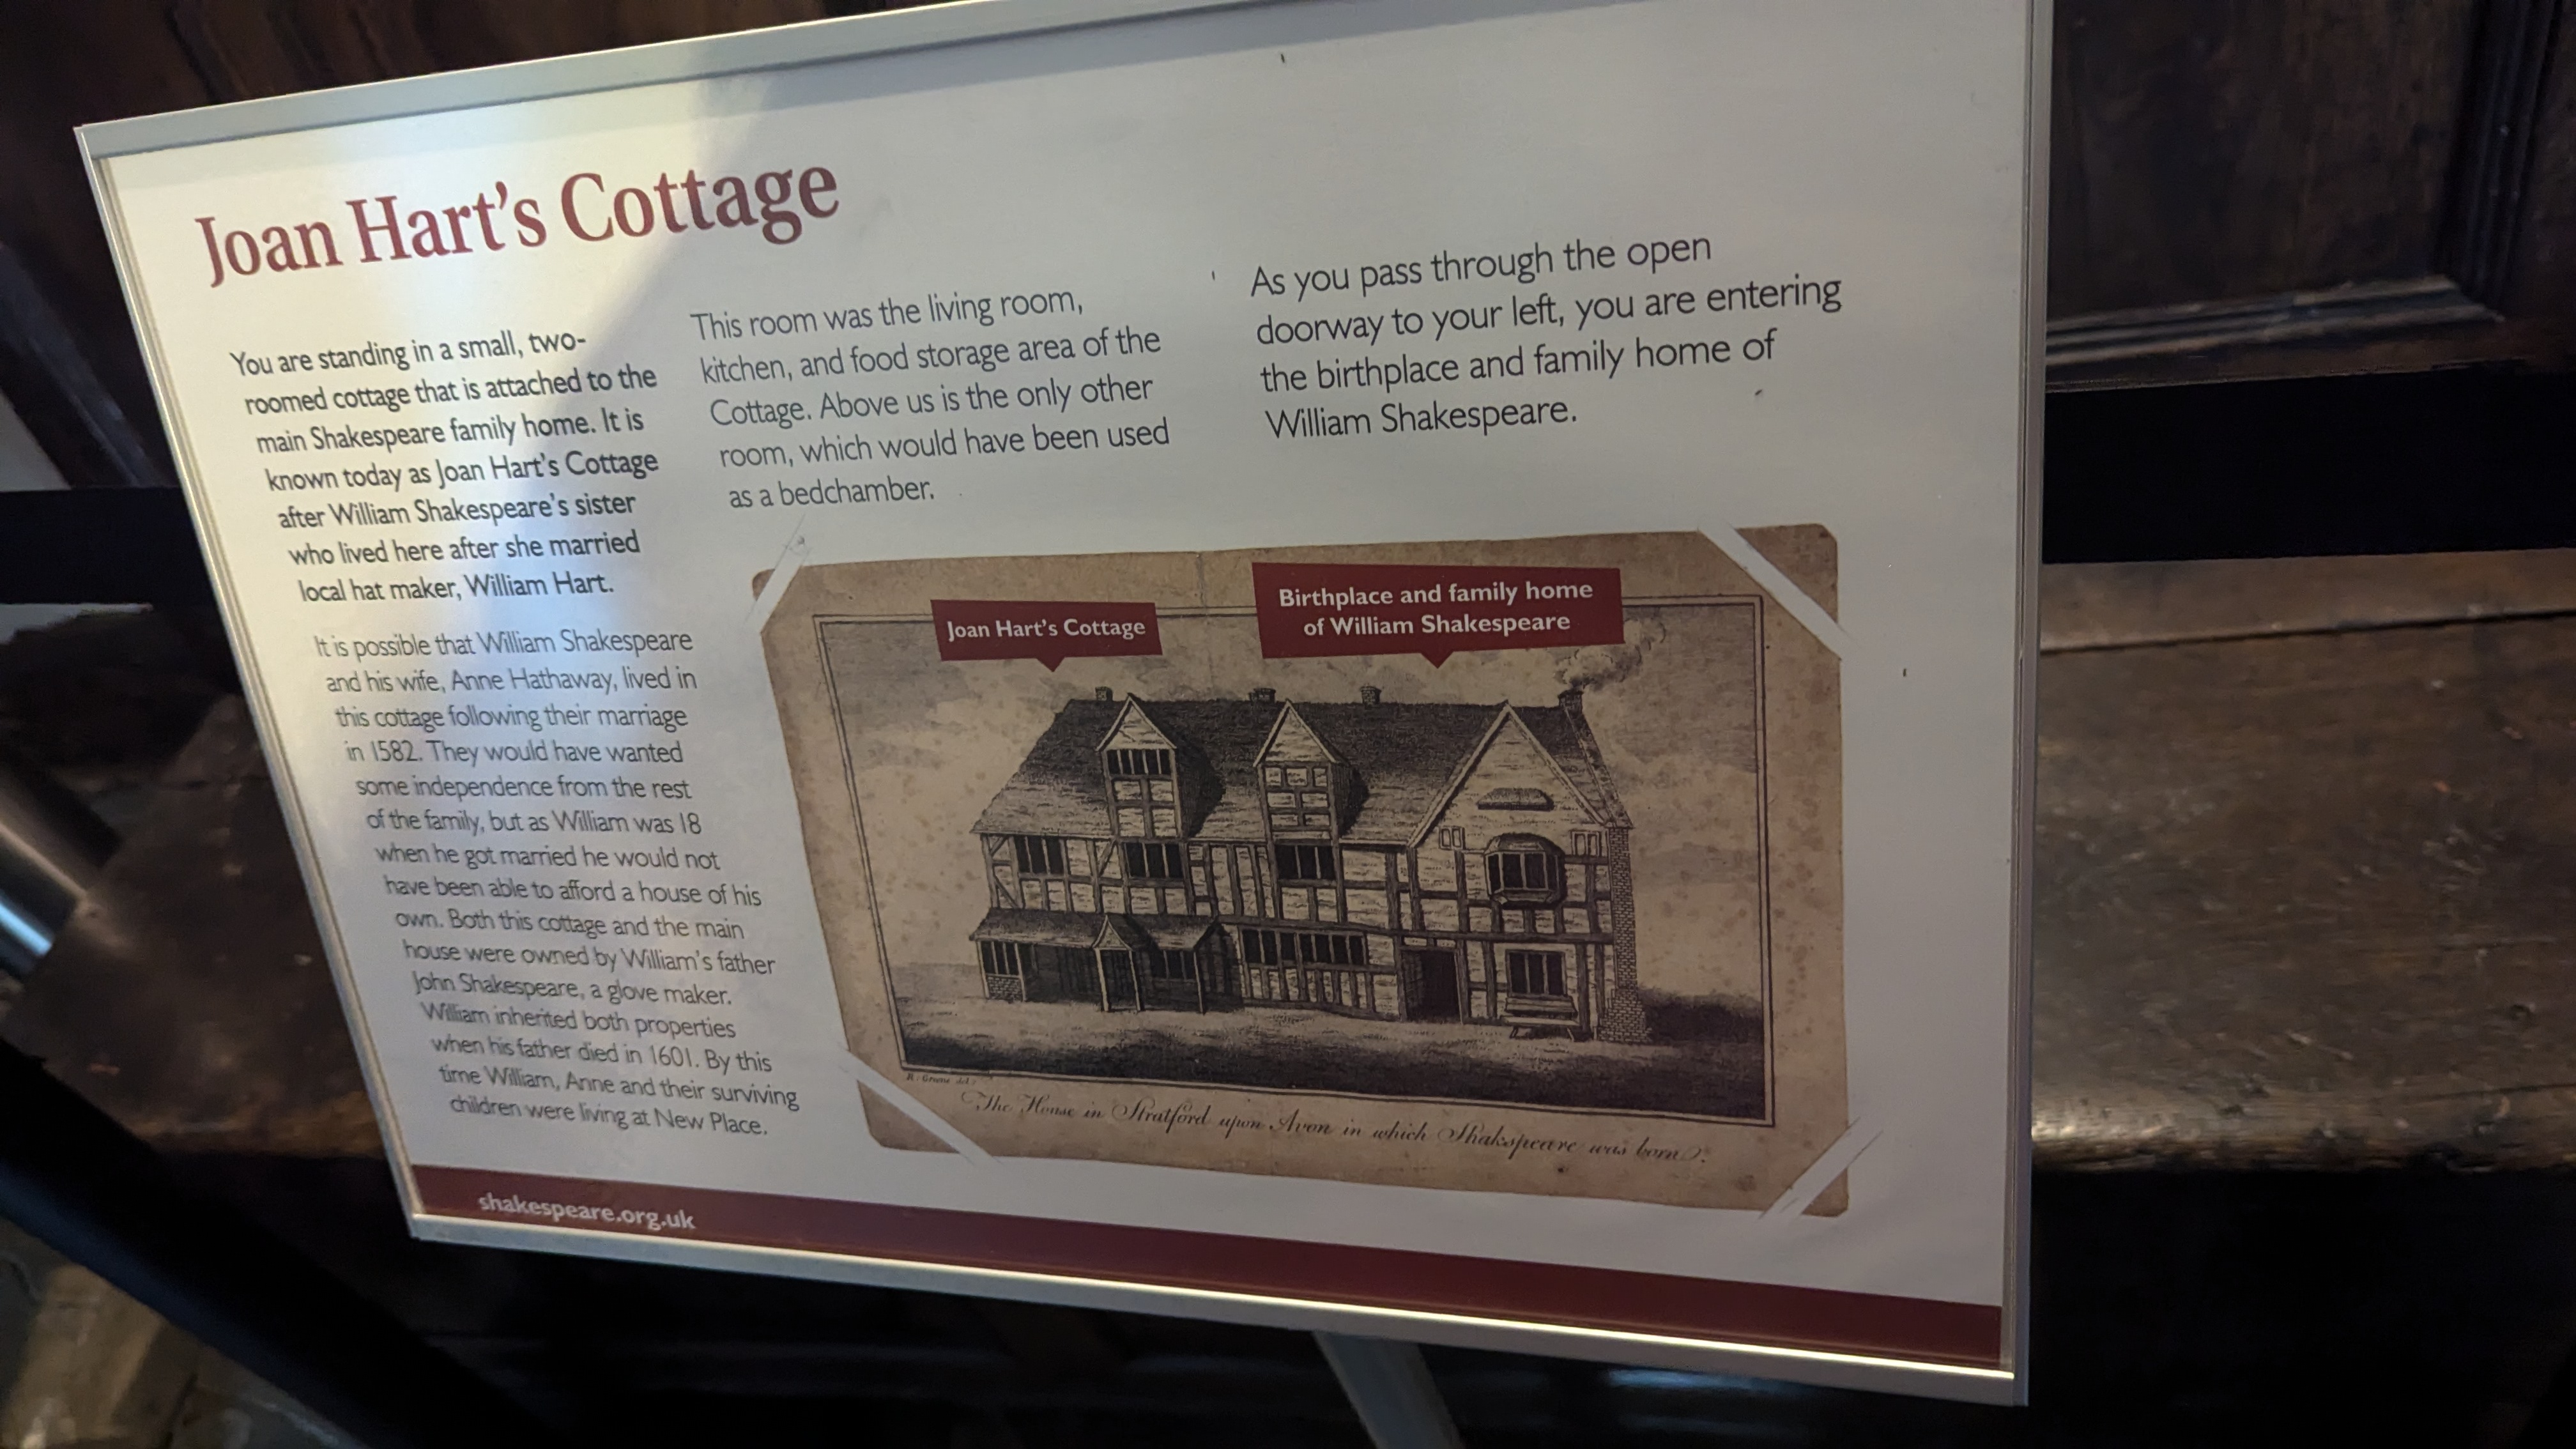 Joan Hart's Cottage
You are standing in a small, two-
roomed cottage that is attached to the
main Shakespeare family home. It is
known today as Joan Hart's Cottage
after William Shakespeare's sister
who lived here after she married
local hat maker, William Hart.
It is possible that William Shakespeare
and his wife, Anne Hathaway, lived in
this cottage following their marriage
in 1582. They would have wanted
some independence from the rest
of the family, but as William was 18
when he got married he would not
have been able to afford a house of his
own. Both this cottage and the main
house were owned by William's father
John Shakespeare, a glove maker.
William inherited both properties
when his father died in 1601. By this
time William, Anne and their surviving
children were living at New Place.
This room was the living room,
kitchen, and food storage area of the
Cottage. Above us is the only other
room, which would have been used
as a bedchamber.
As you pass through the open
doorway to your left, you are entering
the birthplace and family home of
William Shakespeare.
Joan Hart's Cottage
Birthplace and family home
of William Shakespeare
R. Greene del.
The House in Stratford upon Avon in which Shakspeare was born.
shakespeare.org.uk